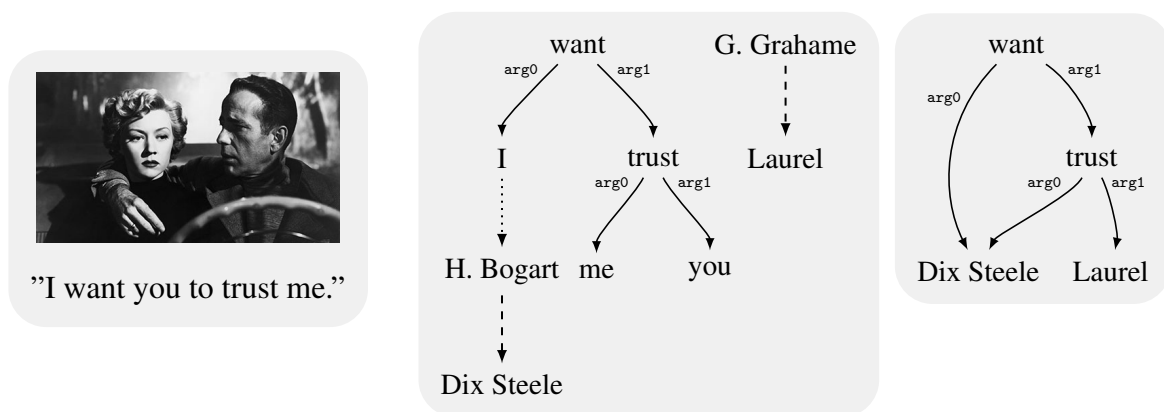 ”I want you to trust me.”
want
G. Grahame
arg0
arg1
I
trust
Laurel
arg0
arg1
H. Bogart
me
you
Dix Steele
want
arg0
arg1
trust
arg0
arg1
Dix Steele
Laurel